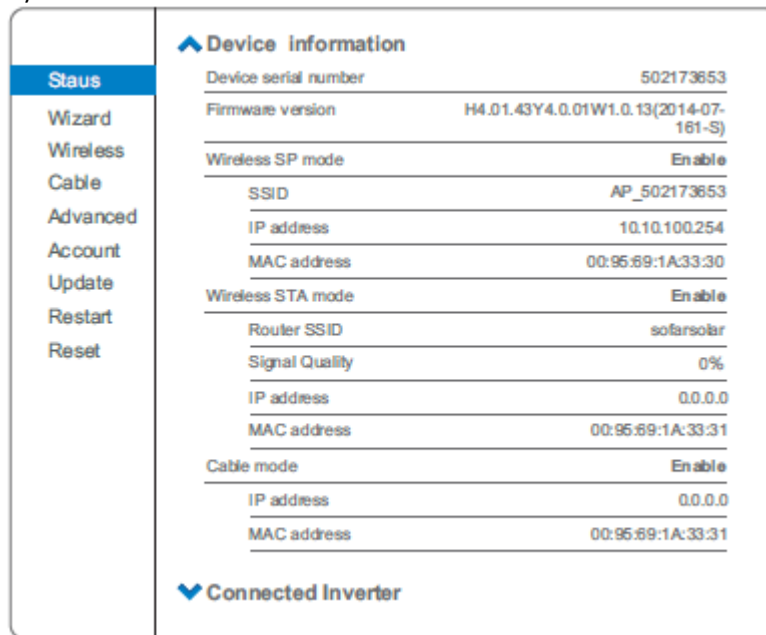 Device information
Staus
Wizard
Wireless
Cable
Advanced
Account
Update
Restart
Reset
Device serial number 502173653
Firmware version H4.01.43Y4.0.01W1.0.13(2014-07-
161-S)
Wireless SP mode Enable
SSID AP_502173653
IP address 10.10.100.254
MAC address 00:95:69:1A:33:30
Wireless STA mode Enable
Router SSID sofarsolar
Signal Quality 0%
IP address 0.0.0.0
MAC address 00:95:69:1A:33:31
Cable mode Enable
IP address 0.0.0.0
MAC address 00:95:69:1A:33:31
Connected Inverter